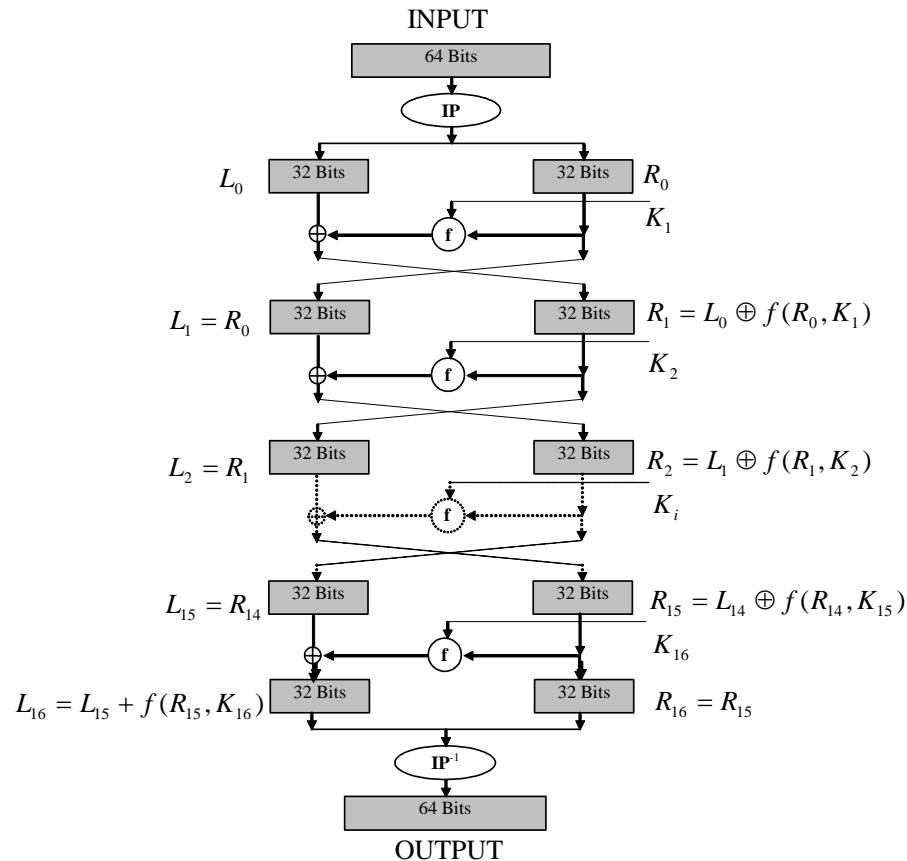 INPUT
64 Bits
IP
L₀ 32 Bits 32 Bits R₀
K₁
⊕ f
L₁ = R₀ 32 Bits 32 Bits R₁ = L₀ ⊕ f(R₀, K₁)
K₂
⊕ f
L₂ = R₁ 32 Bits 32 Bits R₂ = L₁ ⊕ f(R₁, K₂)
Kᵢ
⊕ f
L₁₅ = R₁₄ 32 Bits 32 Bits R₁₅ = L₁₄ ⊕ f(R₁₄, K₁₅)
K₁₆
⊕ f
L₁₆ = L₁₅ + f(R₁₅, K₁₆) 32 Bits 32 Bits R₁₆ = R₁₅
IP⁻¹
64 Bits
OUTPUT